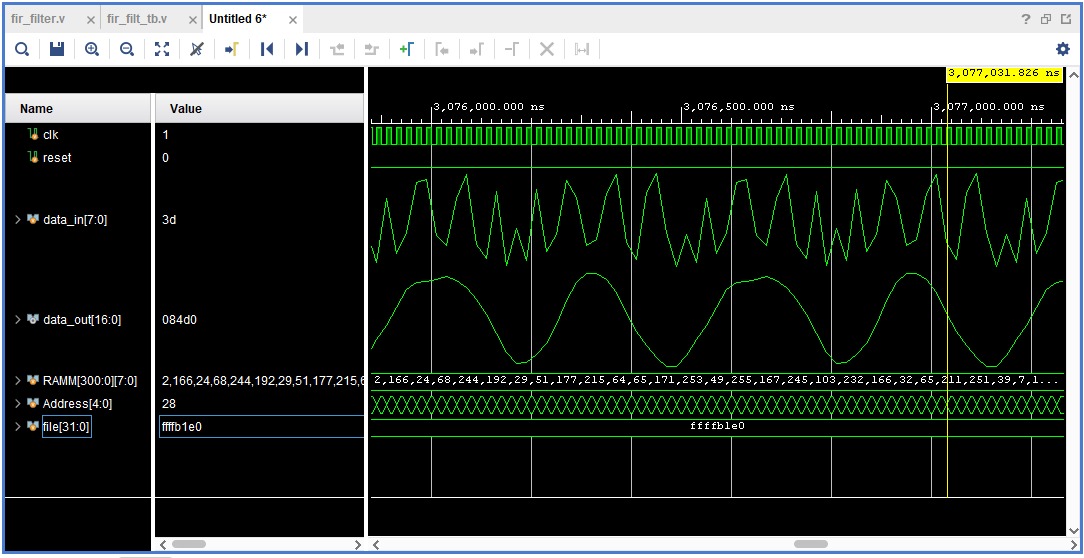 fir_filter.v fir_filt_tb.v Untitled 6*
3,077,031.826 ns
Name Value
3,076,000.000 ns 3,076,500.000 ns 3,077,000.000 ns
clk 1
reset 0
data_in[7:0] 3d
data_out[16:0] 084d0
RAMM[300:0][7:0] 2,166,24,68,244,192,29,51,177,215,6 2,166,24,68,244,192,29,51,177,215,64,65,171,253,49,255,167,245,103,232,166,32,65,211,251,39,7,1...
Address[4:0] 28
file[31:0] ffffb1e0 ffffb1e0